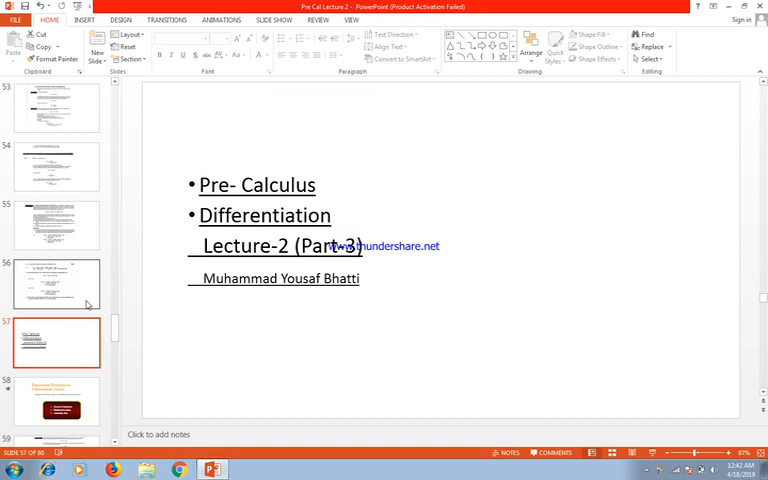 Pre Cal Lecture 2 - PowerPoint (Product Activation Failed)
FILE HOME INSERT DESIGN TRANSITIONS ANIMATIONS SLIDE SHOW REVIEW VIEW Sign in
Cut
Copy
Format Painter
Paste
Clipboard
New
Slide
Layout
Reset
Section
Slides
Font
Text Direction
Align Text
Convert to SmartArt
Paragraph
Arrange
Quick
Styles
Shape Fill
Shape Outline
Shape Effects
Drawing
Find
Replace
Select
Editing
53
54
55
56
57
58
59
• Pre- Calculus
• Differentiation
Lecture-2 (Part-3)
www.thundershare.net
Muhammad Yousaf Bhatti
Click to add notes
SLIDE 57 OF 80 NOTES COMMENTS 87%
12:42 AM
4/18/2019